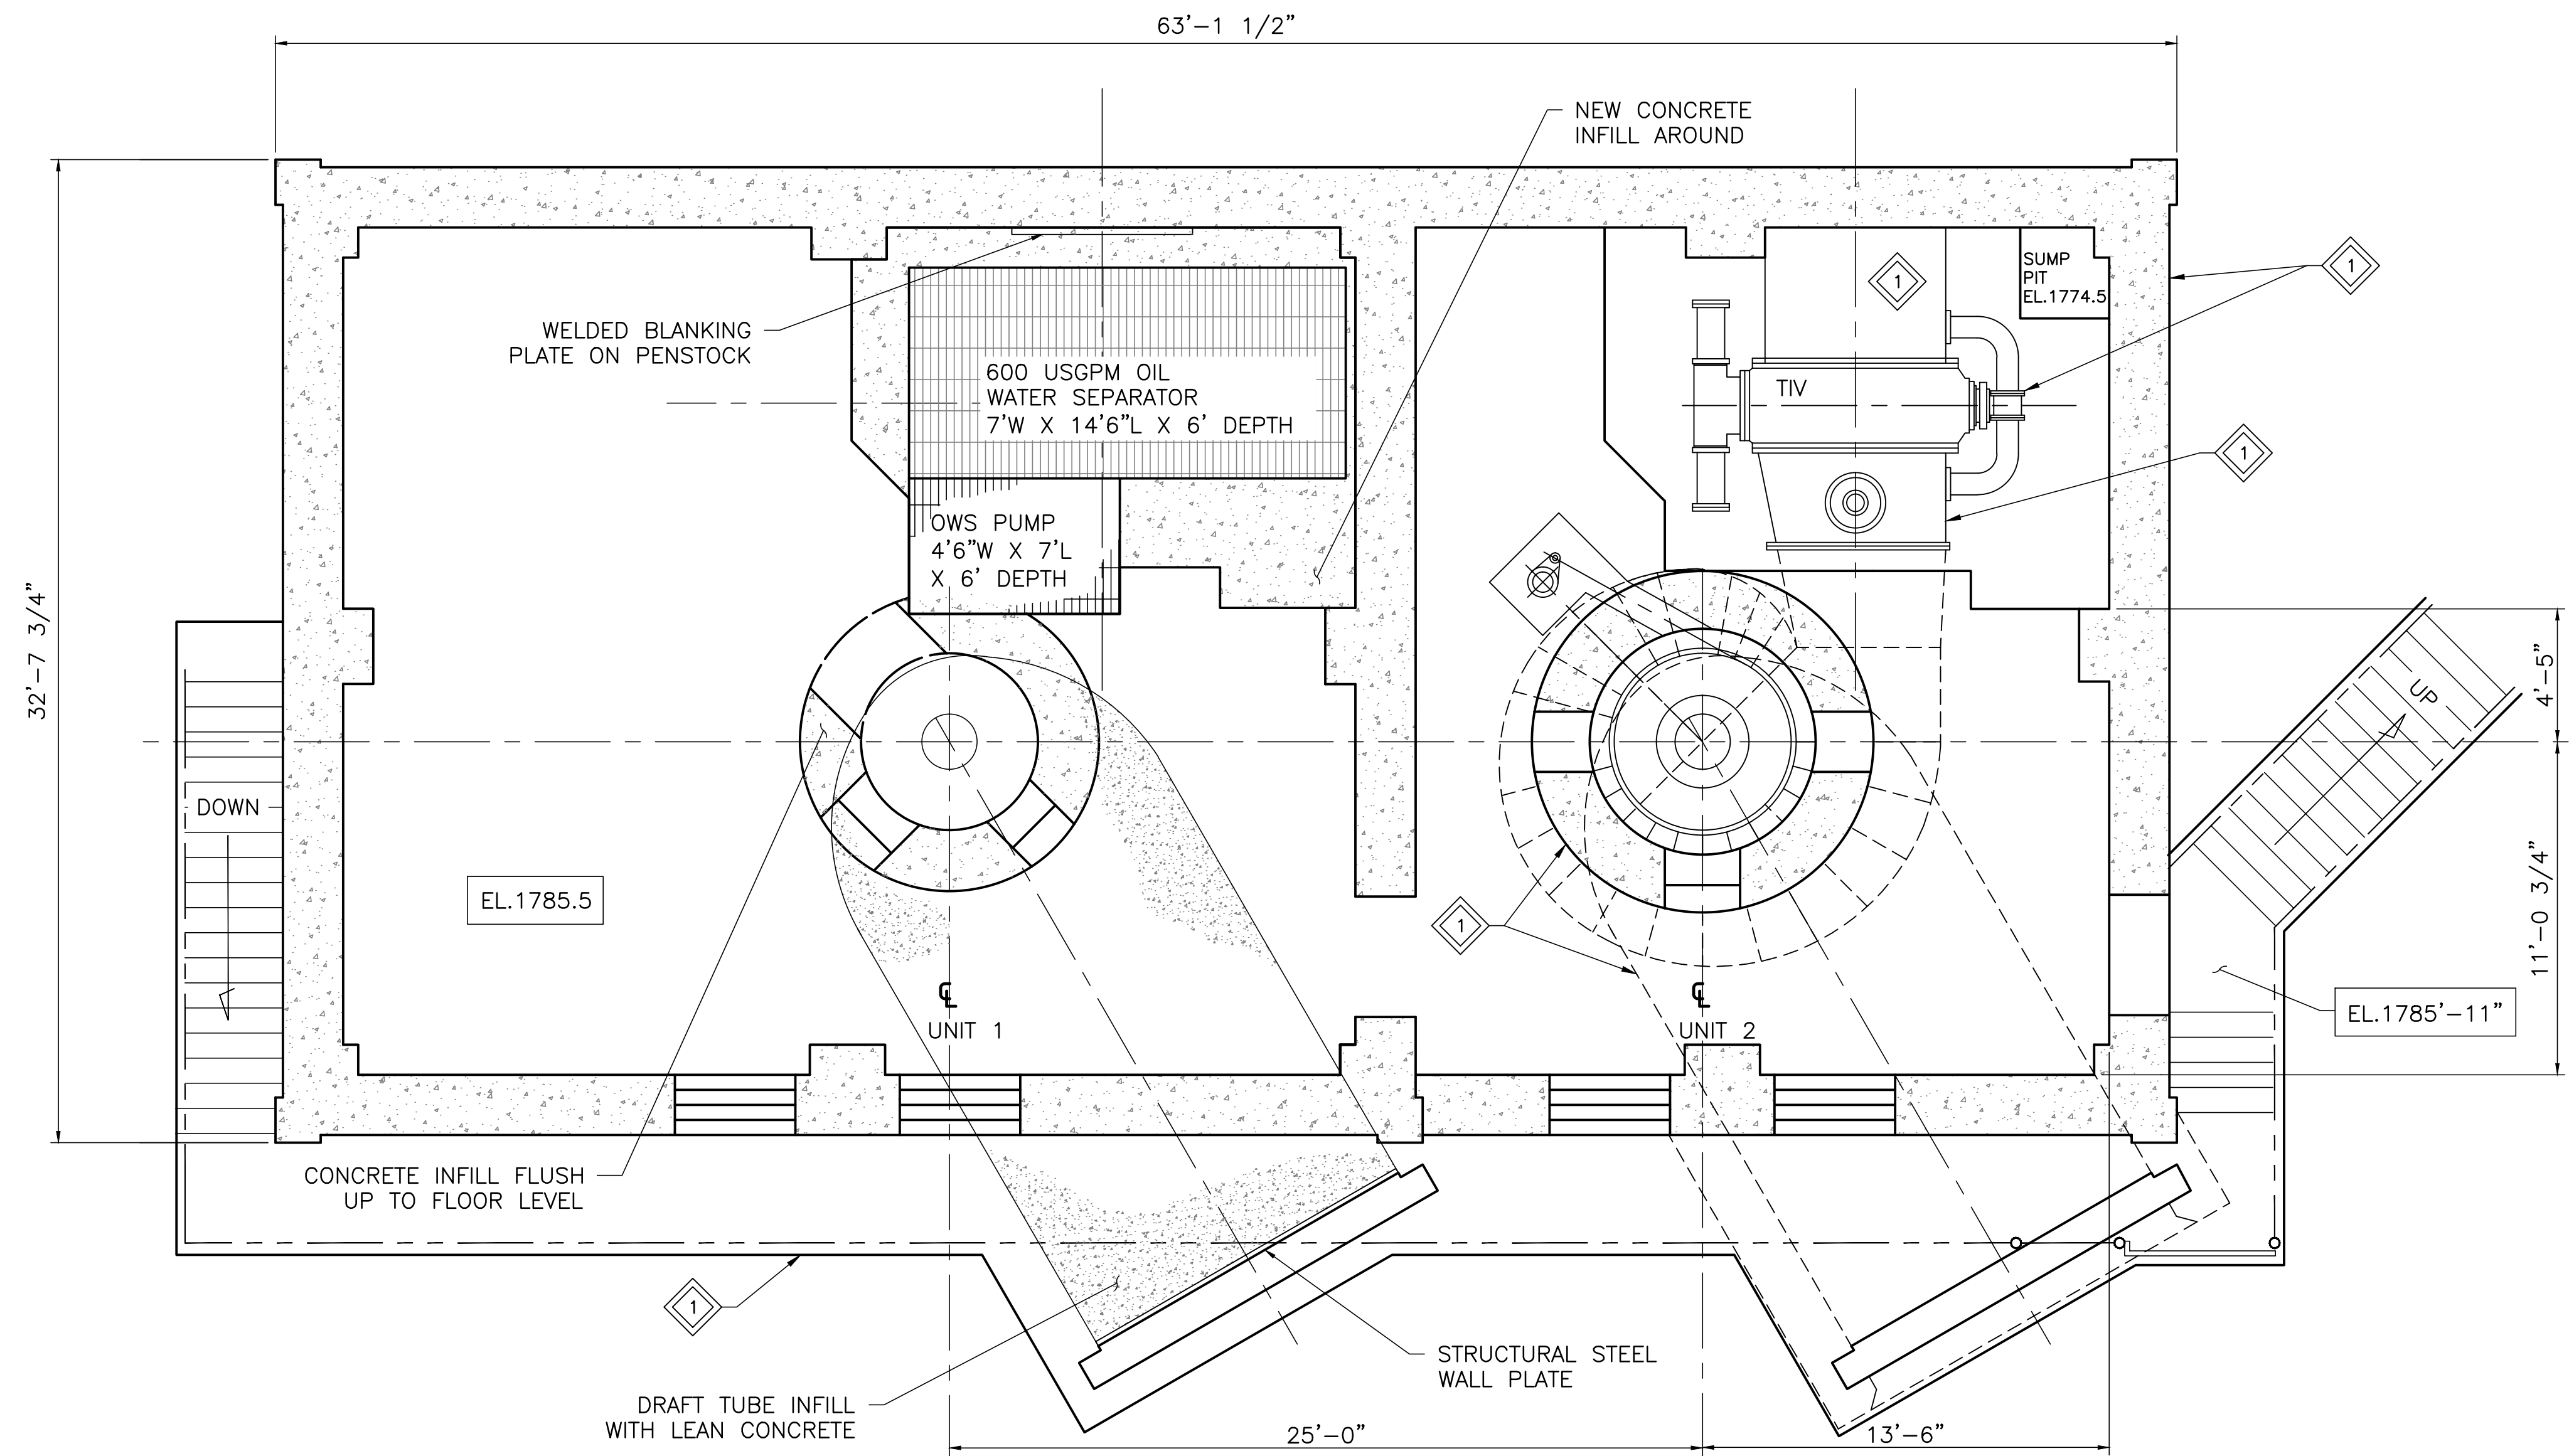 63'-1 1/2"
NEW CONCRETE
INFILL AROUND
SUMP
PIT
EL.1774.5
1
1
WELDED BLANKING
PLATE ON PENSTOCK
600 USGPM OIL
WATER SEPARATOR
7'W X 14'6"L X 6' DEPTH
TIV
1
OWS PUMP
4'6"W X 7'L
X 6' DEPTH
32'-7 3/4"
4'-5"
UP
DOWN
EL.1785.5
1
11'-0 3/4"
℄
UNIT 1
℄
UNIT 2
EL.1785'-11"
CONCRETE INFILL FLUSH
UP TO FLOOR LEVEL
1
STRUCTURAL STEEL
WALL PLATE
DRAFT TUBE INFILL
WITH LEAN CONCRETE
25'-0"
13'-6"